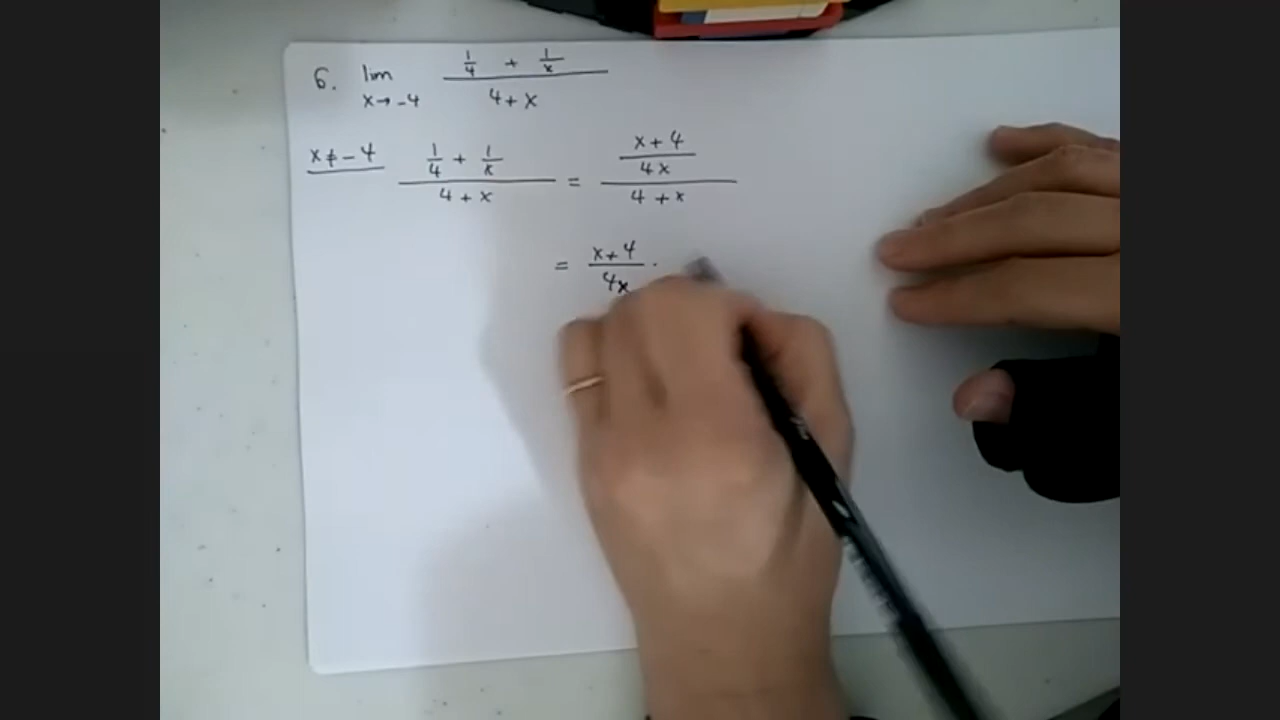 6. lim x→-4 (1/4 + 1/x)/(4+x)
x≠-4 (1/4 + 1/x)/(4+x) = ((x+4)/(4x))/(4+x)
= (x+4)/(4x) ·